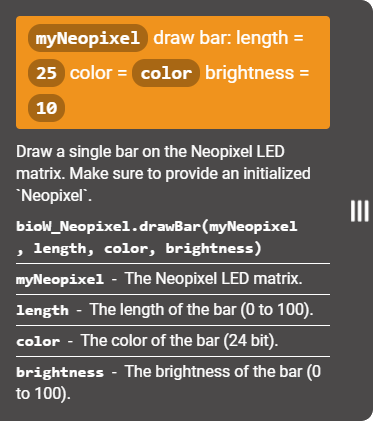 myNeopixel draw bar: length =
25 color = color brightness =
10
Draw a single bar on the Neopixel LED
matrix. Make sure to provide an initialized
`Neopixel`.
bioW_Neopixel.drawBar(myNeopixel
, length, color, brightness)
myNeopixel - The Neopixel LED matrix.
length - The length of the bar (0 to 100).
color - The color of the bar (24 bit).
brightness - The brightness of the bar (0
to 100).